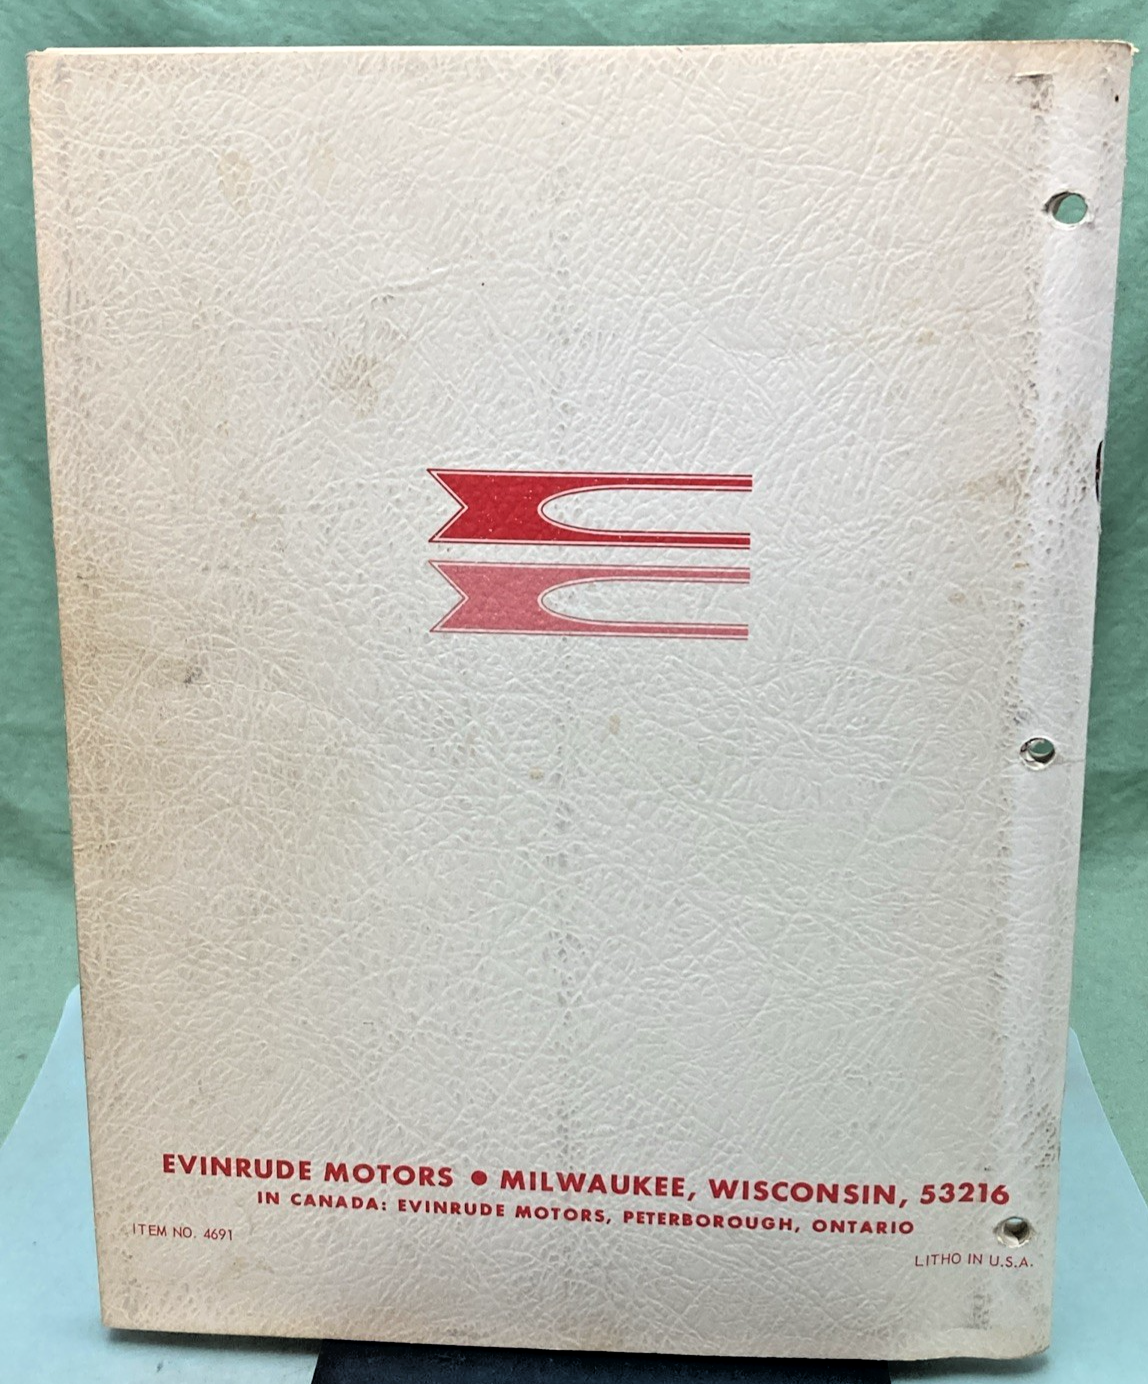 EVINRUDE MOTORS ● MILWAUKEE, WISCONSIN, 53216
IN CANADA: EVINRUDE MOTORS, PETERBOROUGH, ONTARIO
ITEM NO. 4691
LITHO IN U.S.A.